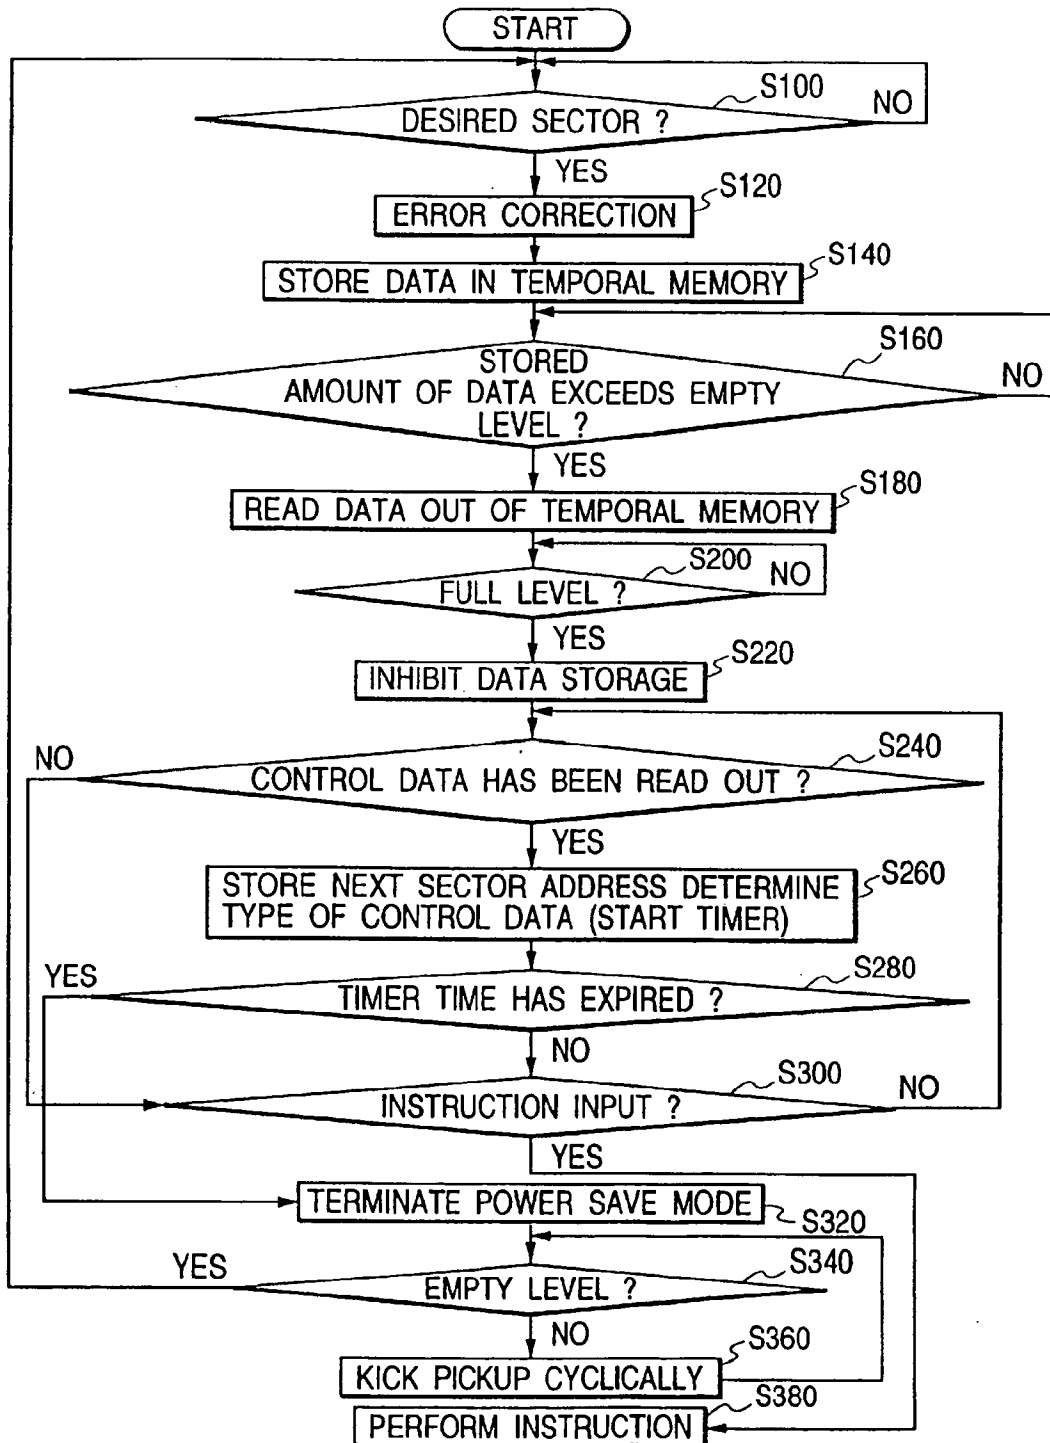 START
S100
NO
DESIRED SECTOR ?
YES
S120
ERROR CORRECTION
S140
STORE DATA IN TEMPORAL MEMORY
S160
STORED
AMOUNT OF DATA EXCEEDS EMPTY
LEVEL ?
NO
YES
S180
READ DATA OUT OF TEMPORAL MEMORY
S200
NO
FULL LEVEL ?
YES
S220
INHIBIT DATA STORAGE
NO
S240
CONTROL DATA HAS BEEN READ OUT ?
YES
S260
STORE NEXT SECTOR ADDRESS DETERMINE
TYPE OF CONTROL DATA (START TIMER)
YES
S280
TIMER TIME HAS EXPIRED ?
NO
S300
NO
INSTRUCTION INPUT ?
YES
TERMINATE POWER SAVE MODE
S320
YES
S340
EMPTY LEVEL ?
NO
S360
KICK PICKUP CYCLICALLY
S380
PERFORM INSTRUCTION